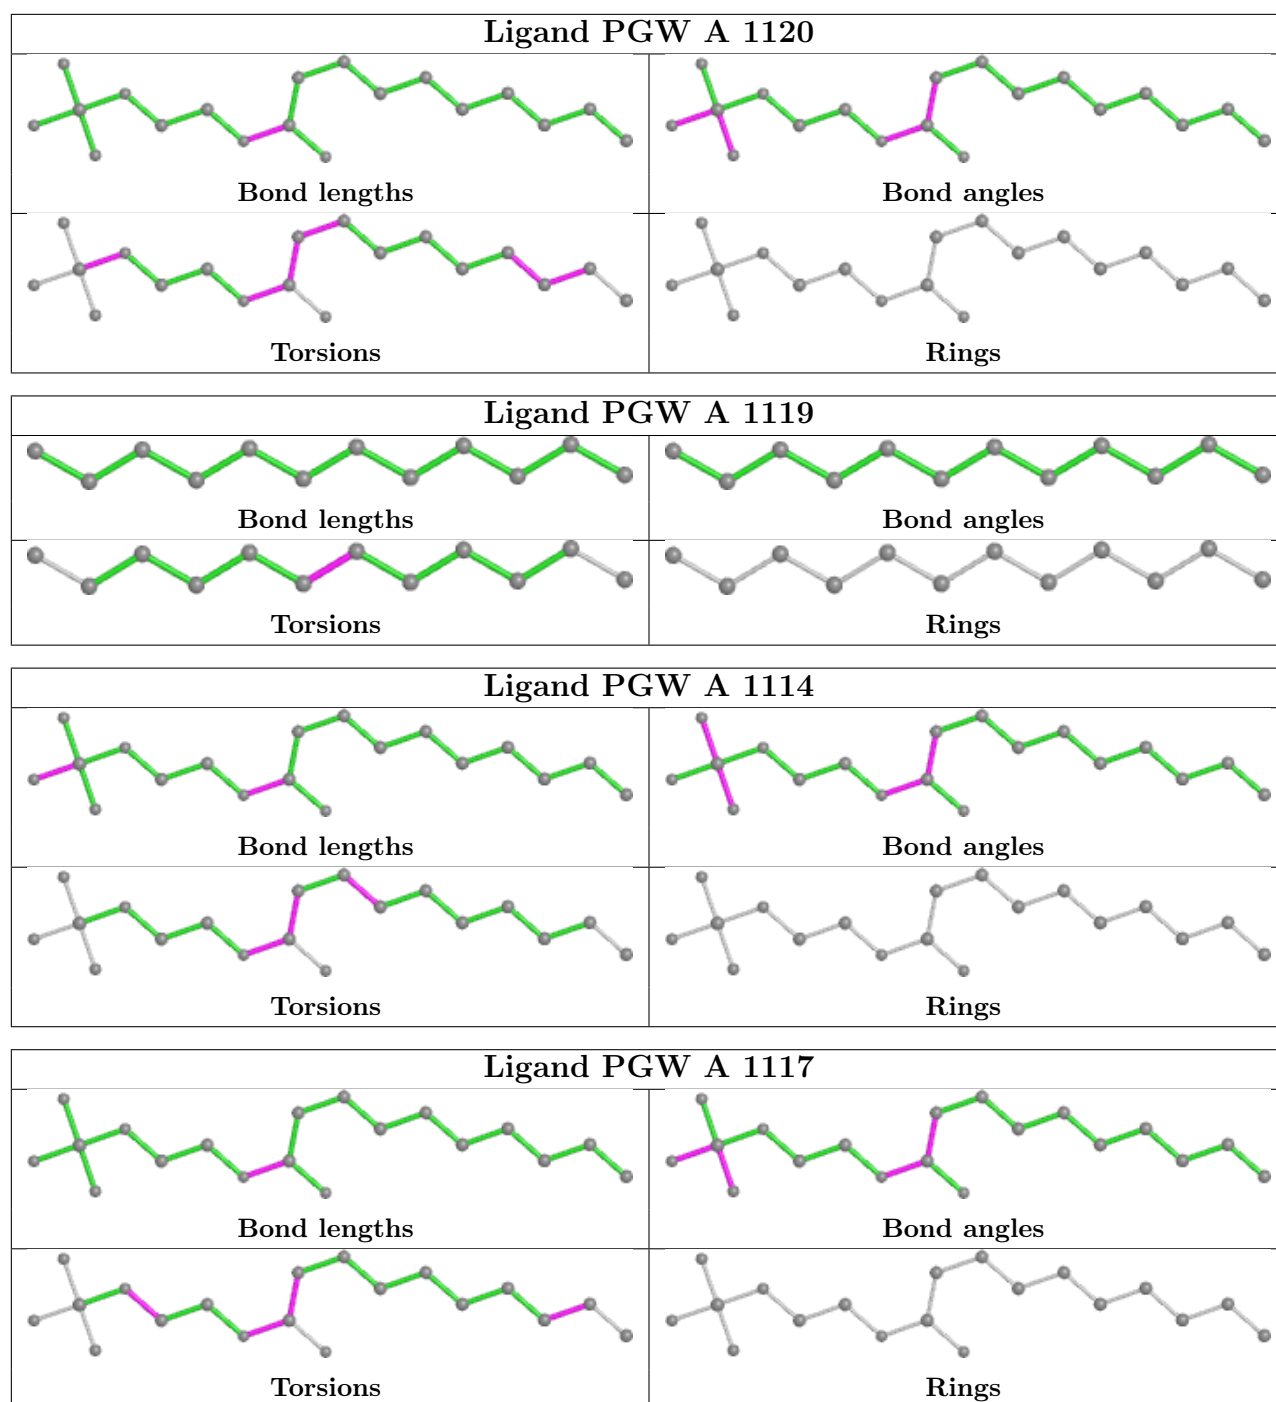 Ligand PGW A 1120
Bond lengths
Bond angles
Torsions
Rings
Ligand PGW A 1119
Bond lengths
Bond angles
Torsions
Rings
Ligand PGW A 1114
Bond lengths
Bond angles
Torsions
Rings
Ligand PGW A 1117
Bond lengths
Bond angles
Torsions
Rings